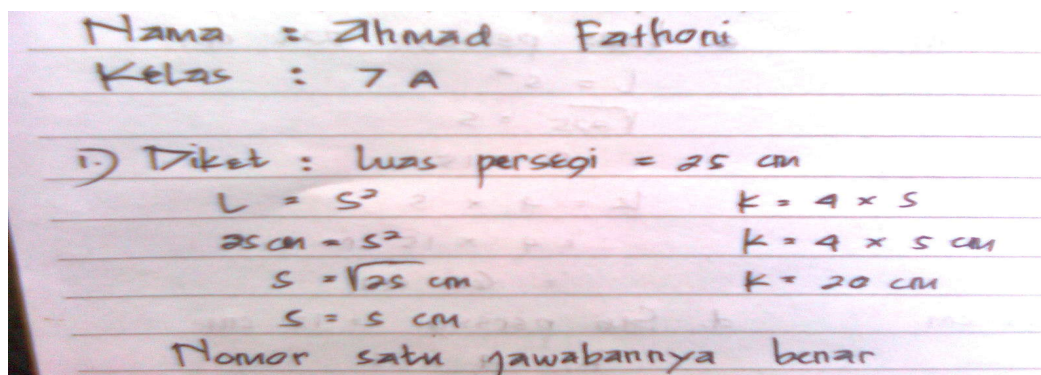 Nama : Ahmad Fathoni
Kelas : 7 A
1.) Diket : luas persegi = 25 cm
L = S² K = 4 × S
25 cm = S² K = 4 × 5 cm
S = √25 cm K = 20 cm
S = 5 cm
Nomor satu jawabannya benar